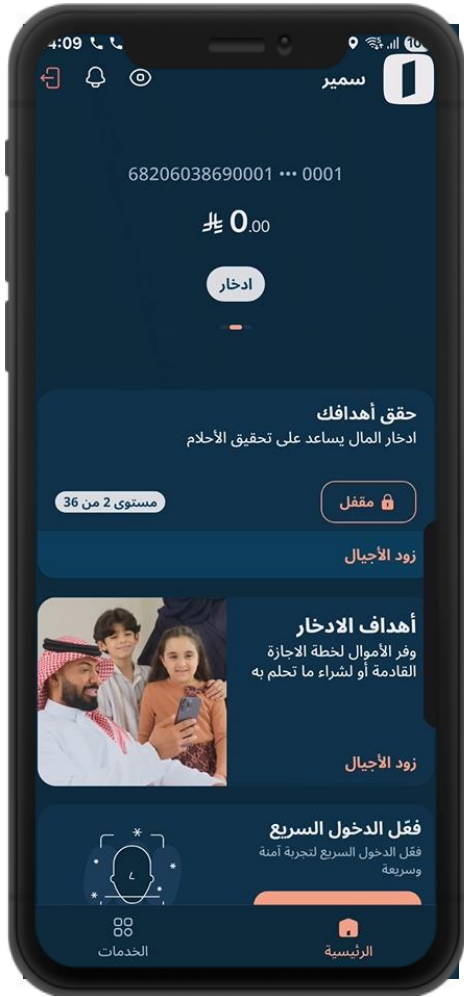 4:09
سمير
68206038690001 ··· 0001
0.00
ادخار
حقق أهدافك
ادخار المال يساعد على تحقيق الأحلام
مقفل
مستوى 2 من 36
زود الأجيال
أهداف الادخار
وفر الأموال لخطة الاجازة
القادمة أو لشراء ما تحلم به
زود الأجيال
فعّل الدخول السريع
فعّل الدخول السريع لتجربة آمنة
وسريعة
الرئيسية
الخدمات